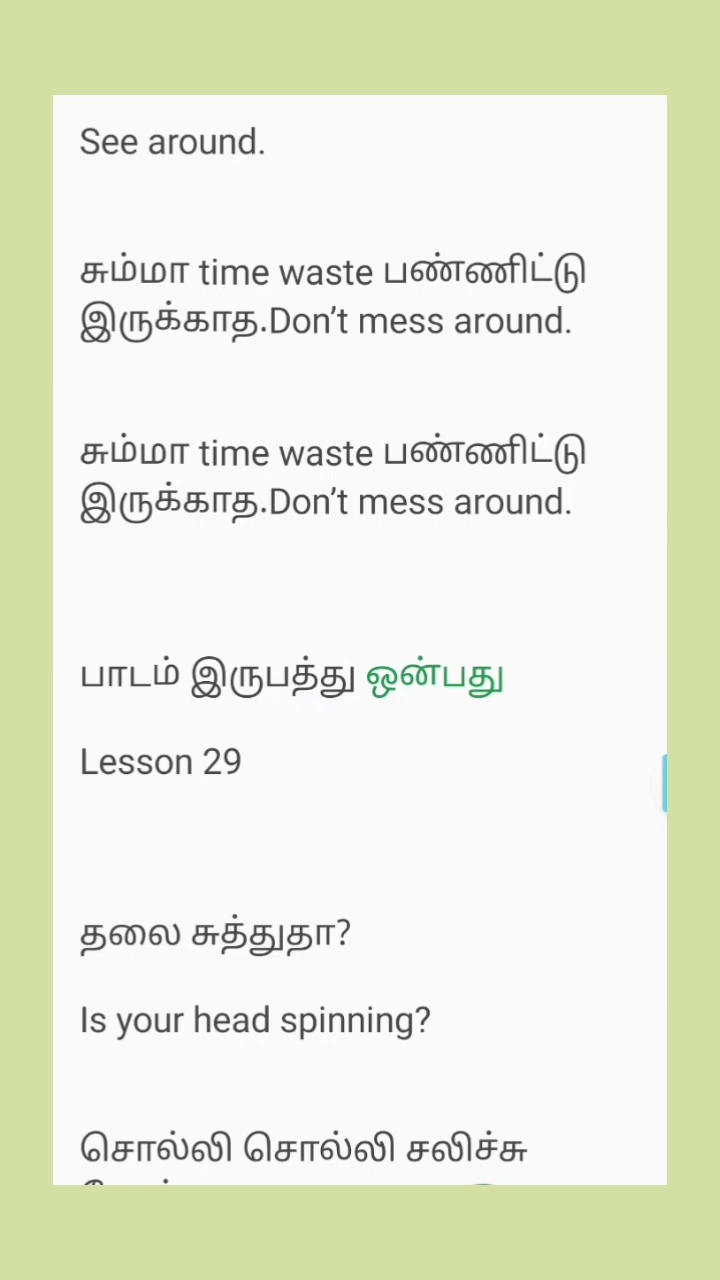 See around.
சும்மா time waste பண்ணிட்டு
இருக்காத.Don’t mess around.
சும்மா time waste பண்ணிட்டு
இருக்காத.Don’t mess around.
பாடம் இருபத்து ஒன்பது
Lesson 29
தலை சுத்துதா?
Is your head spinning?
சொல்லி சொல்லி சலிச்சு